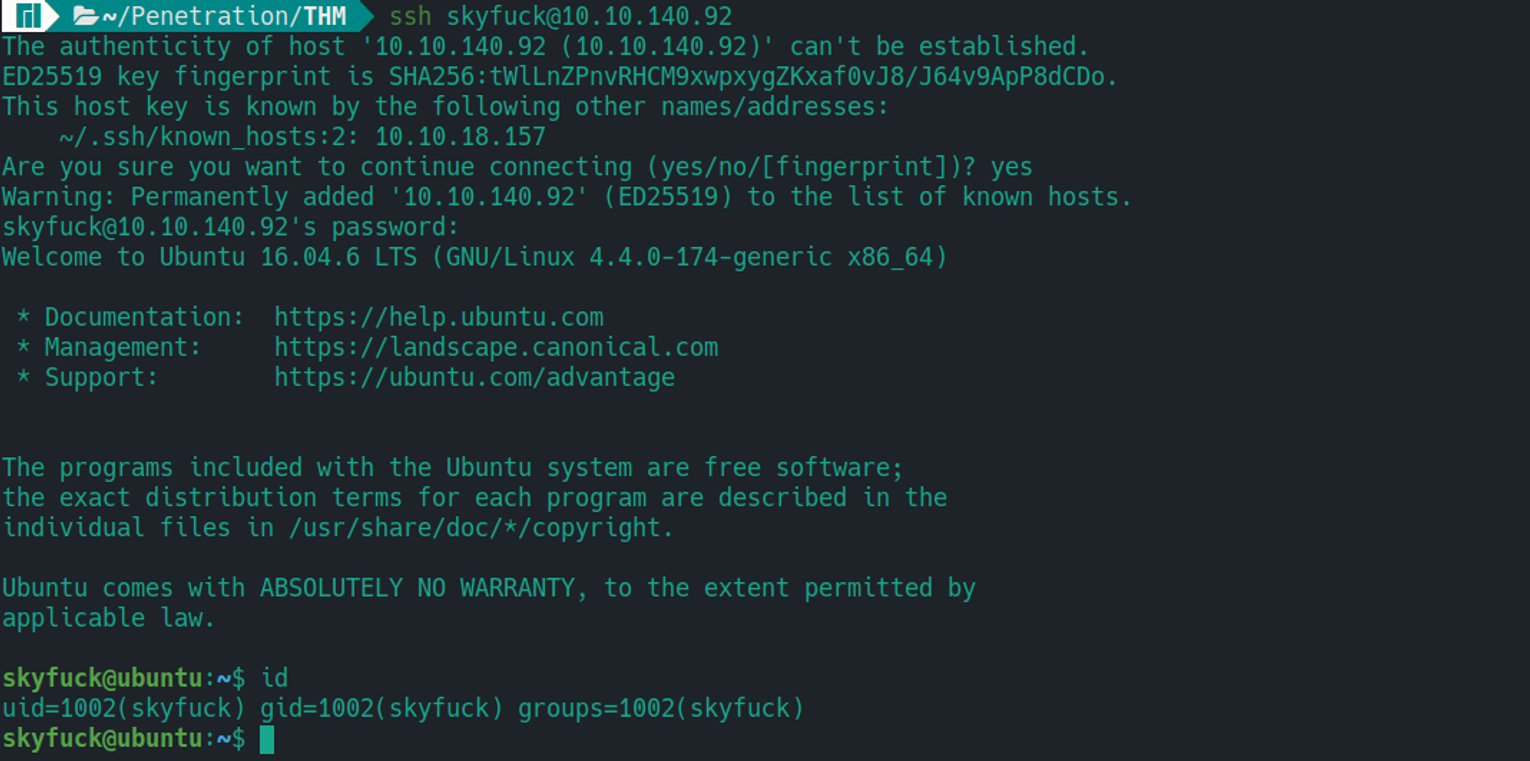 ~/Penetration/THM ssh skyfuck@10.10.140.92
The authenticity of host '10.10.140.92 (10.10.140.92)' can't be established.
ED25519 key fingerprint is SHA256:tWlLnZPnvRHCM9xwpxygZKxaf0vJ8/J64v9ApP8dCDo.
This host key is known by the following other names/addresses:
    ~/.ssh/known_hosts:2: 10.10.18.157
Are you sure you want to continue connecting (yes/no/[fingerprint])? yes
Warning: Permanently added '10.10.140.92' (ED25519) to the list of known hosts.
skyfuck@10.10.140.92's password:
Welcome to Ubuntu 16.04.6 LTS (GNU/Linux 4.4.0-174-generic x86_64)

 * Documentation:  https://help.ubuntu.com
 * Management:     https://landscape.canonical.com
 * Support:        https://ubuntu.com/advantage

The programs included with the Ubuntu system are free software;
the exact distribution terms for each program are described in the
individual files in /usr/share/doc/*/copyright.

Ubuntu comes with ABSOLUTELY NO WARRANTY, to the extent permitted by
applicable law.

skyfuck@ubuntu:~$ id
uid=1002(skyfuck) gid=1002(skyfuck) groups=1002(skyfuck)
skyfuck@ubuntu:~$